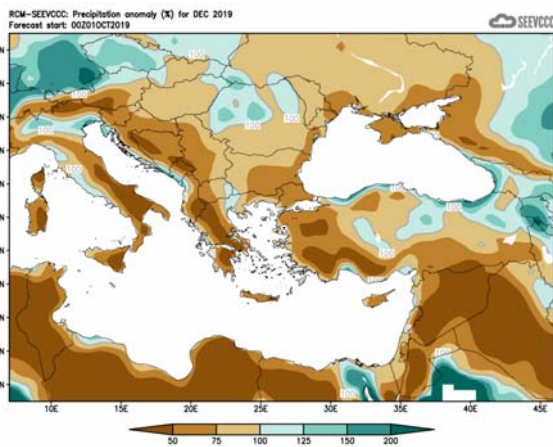 RCM-SEEVCCC: Precipitation anomaly (%) for DEC 2019
Forecast start: 00Z01OCT2019
SEEVCCC
100
100
100
100
100
100
100
100
100
100
10E 15E 20E 25E 30E 35E 40E 45E
50 75 100 125 150 200